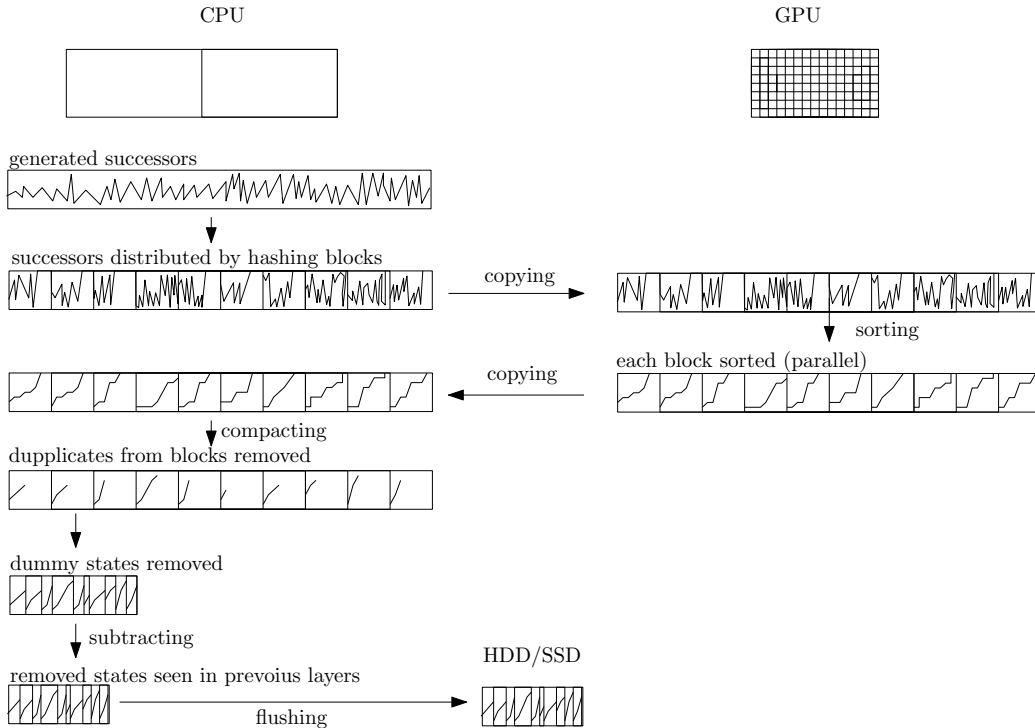 CPU
GPU
generated successors
successors distributed by hashing blocks
copying
sorting
each block sorted (parallel)
copying
compacting
dupplicates from blocks removed
dummy states removed
subtracting
HDD/SSD
removed states seen in prevoius layers
flushing